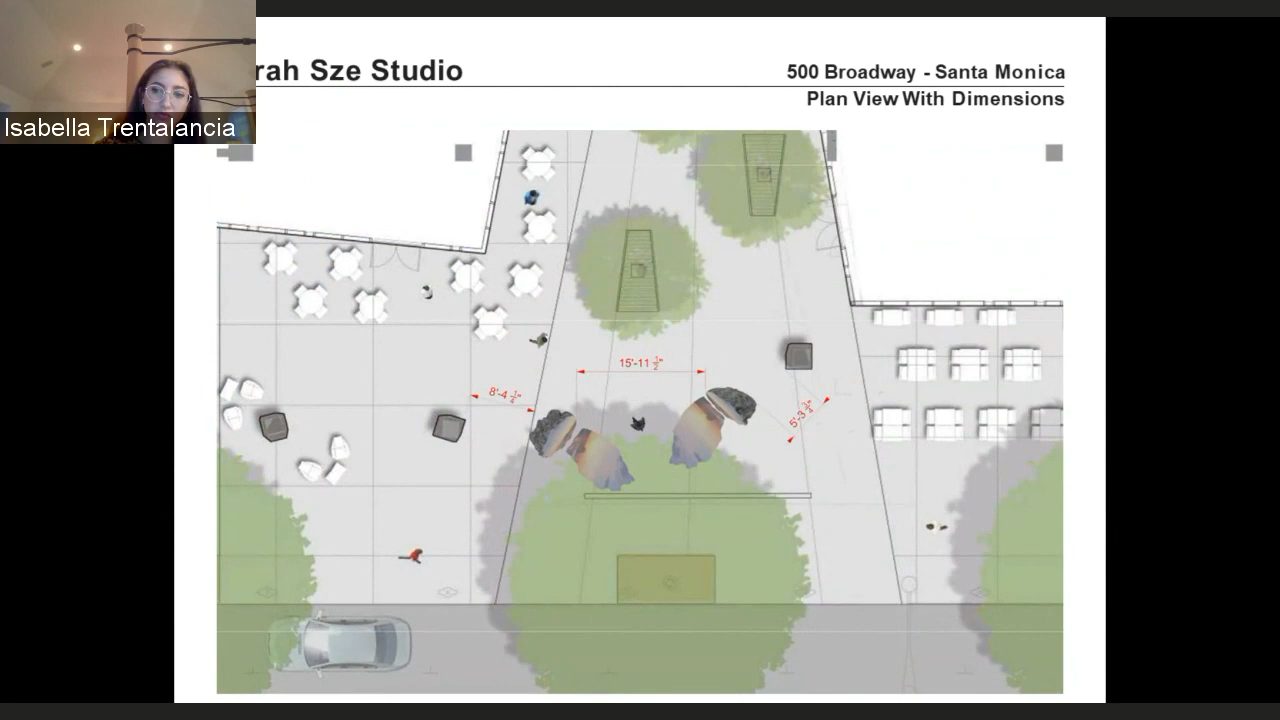 rah Sze Studio
500 Broadway - Santa Monica
Plan View With Dimensions
Isabella Trentalancia
15'-11 1/2"
8'-4 1/4"
5'-3 3/4"